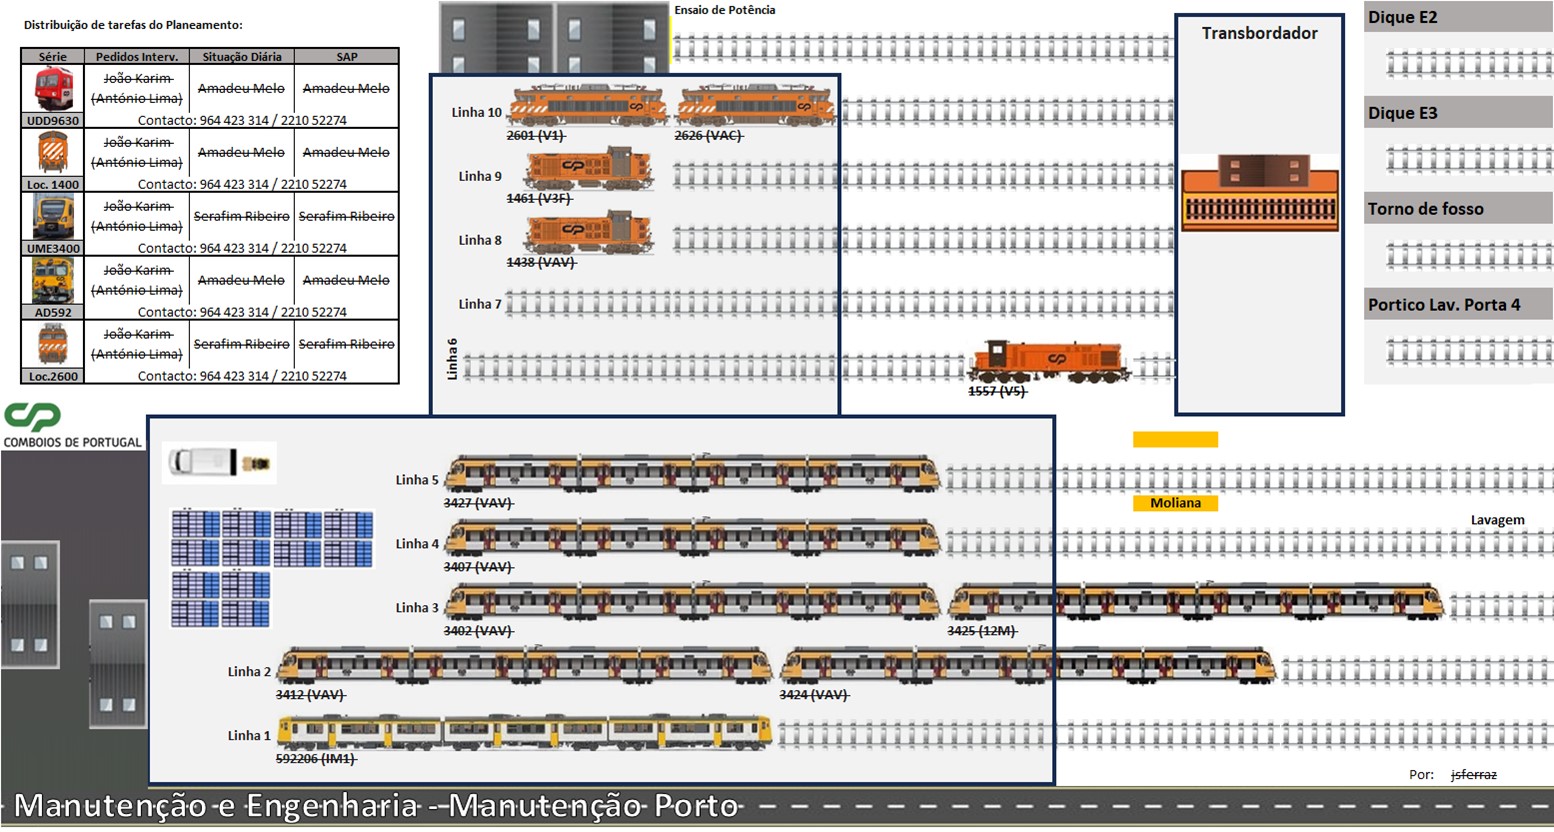 Distribuição de tarefas do Planeamento:
Série Pedidos Interv. Situação Diária SAP
João Karim
(António Lima) Amadeu Melo Amadeu Melo
UDD9630 Contacto: 964 423 314 / 2210 52274
João Karim
(António Lima) Amadeu Melo Amadeu Melo
Loc. 1400 Contacto: 964 423 314 / 2210 52274
João Karim
(António Lima) Serafim Ribeiro Serafim Ribeiro
UME3400 Contacto: 964 423 314 / 2210 52274
João Karim
(António Lima) Amadeu Melo Amadeu Melo
AD592 Contacto: 964 423 314 / 2210 52274
João Karim
(António Lima) Serafim Ribeiro Serafim Ribeiro
Loc.2600 Contacto: 964 423 314 / 2210 52274
CP
COMBOIOS DE PORTUGAL
Ensaio de Potência
Linha 10
2601 (V1) 2626 (VAC)
Linha 9
1461 (V3F)
Linha 8
1438 (VAV)
Linha 7
Linha 6
1557 (V5)
Transbordador
Dique E2
Dique E3
Torno de fosso
Portico Lav. Porta 4
Linha 5
3427 (VAV)
Moliana
Lavagem
Linha 4
3407 (VAV)
Linha 3
3402 (VAV) 3425 (12M)
Linha 2
3412 (VAV) 3424 (VAV)
Linha 1
592206 (IM1)
Por: jsferraz
Manutenção e Engenharia - Manutenção Porto